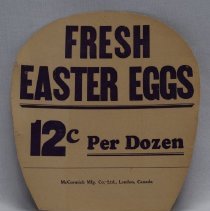 FRESH
EASTER EGGS
12c Per Dozen
McCormick Mfg. Co. Ltd., London, Canada